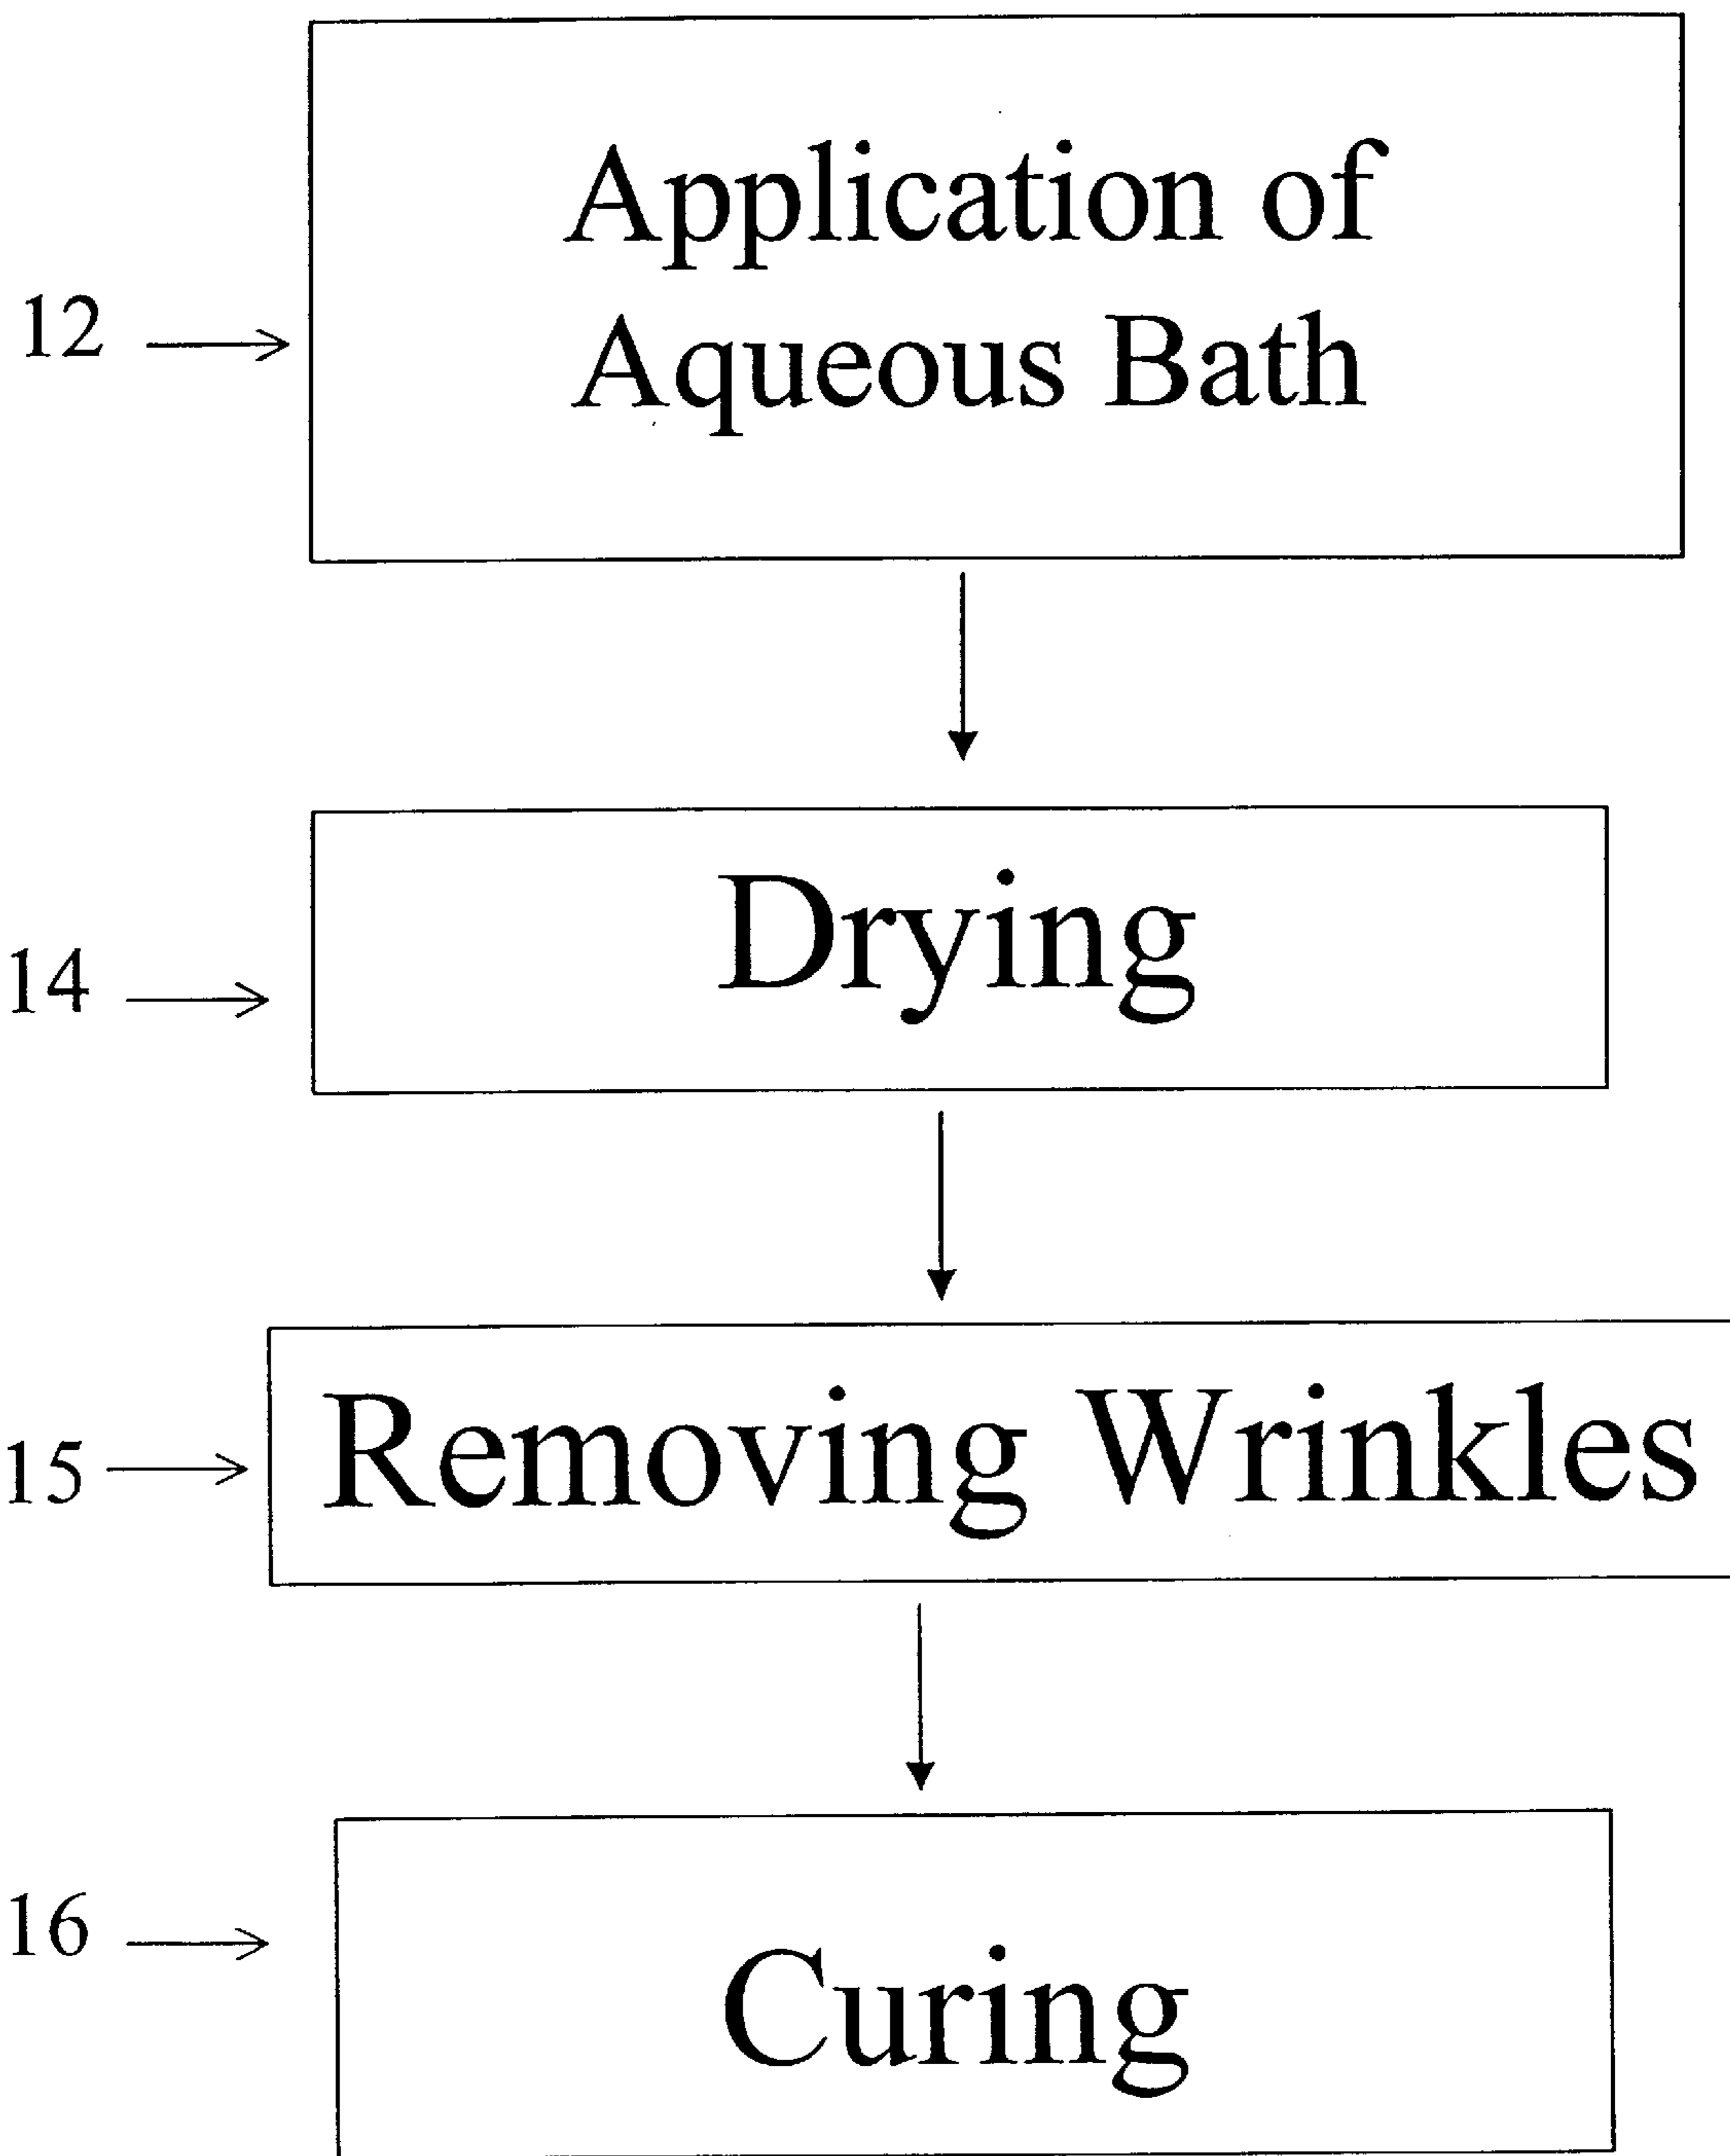 Application of
12
Aqueous Bath
Drying
14
Removing Wrinkles
15
16
Curing